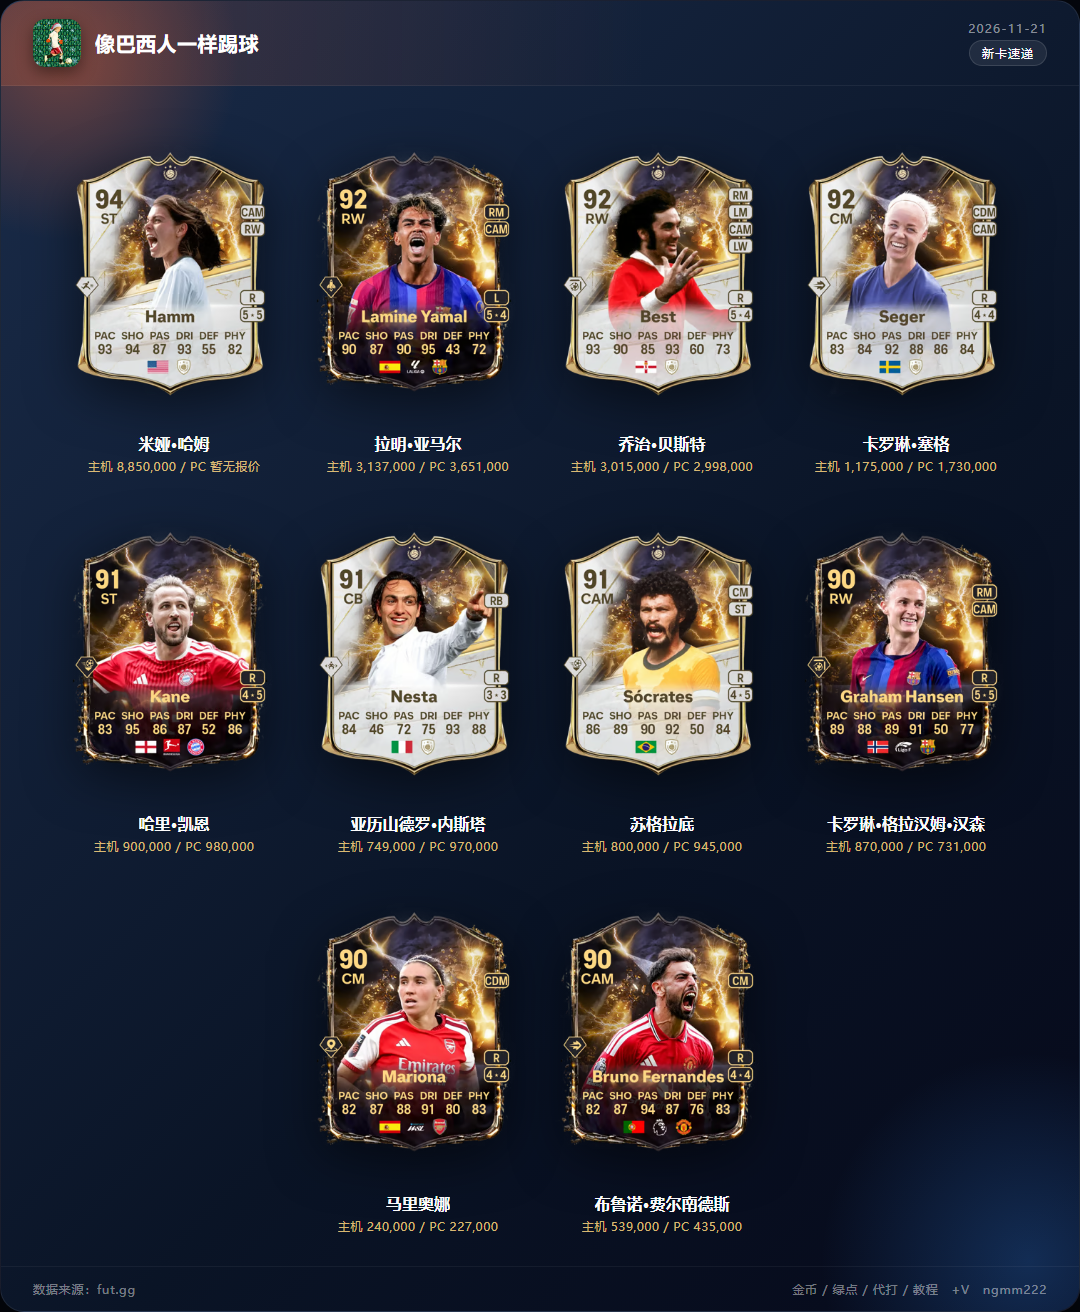 像巴西人一样踢球
2026-11-21
新卡速递
94
ST
CAM
RW
R
5·5
Hamm
PAC SHO PAS DRI DEF PHY
93 94 87 93 55 82
米娅•哈姆
主机 8,850,000 / PC 暂无报价
92
RW
RM
CAM
L
5·4
Lamine Yamal
PAC SHO PAS DRI DEF PHY
90 87 90 95 43 72
LALIGA
拉明•亚马尔
主机 3,137,000 / PC 3,651,000
92
RW
RM
LM
CAM
LW
R
5·4
Best
PAC SHO PAS DRI DEF PHY
93 90 85 93 60 73
乔治•贝斯特
主机 3,015,000 / PC 2,998,000
92
CM
CDM
CAM
R
4·4
Seger
PAC SHO PAS DRI DEF PHY
83 84 92 88 86 84
卡罗琳•塞格
主机 1,175,000 / PC 1,730,000
91
ST
R
4·5
Kane
PAC SHO PAS DRI DEF PHY
83 95 86 87 52 86
哈里•凯恩
主机 900,000 / PC 980,000
91
CB
RB
R
3·3
Nesta
PAC SHO PAS DRI DEF PHY
84 46 72 75 93 88
亚历山德罗•内斯塔
主机 749,000 / PC 970,000
91
CAM
CM
ST
R
4·5
Sócrates
PAC SHO PAS DRI DEF PHY
86 89 90 92 50 84
苏格拉底
主机 800,000 / PC 945,000
90
RW
RM
CAM
R
5·5
Graham Hansen
PAC SHO PAS DRI DEF PHY
89 88 89 91 50 77
Liga F
卡罗琳•格拉汉姆•汉森
主机 870,000 / PC 731,000
90
CM
CDM
R
4·4
Emirates
Mariona
PAC SHO PAS DRI DEF PHY
82 87 88 91 80 83
马里奥娜
主机 240,000 / PC 227,000
90
CAM
CM
R
4·4
Bruno Fernandes
PAC SHO PAS DRI DEF PHY
82 87 94 87 76 83
布鲁诺•费尔南德斯
主机 539,000 / PC 435,000
数据来源：fut.gg
金币 / 绿点 / 代打 / 教程 +V ngmm222